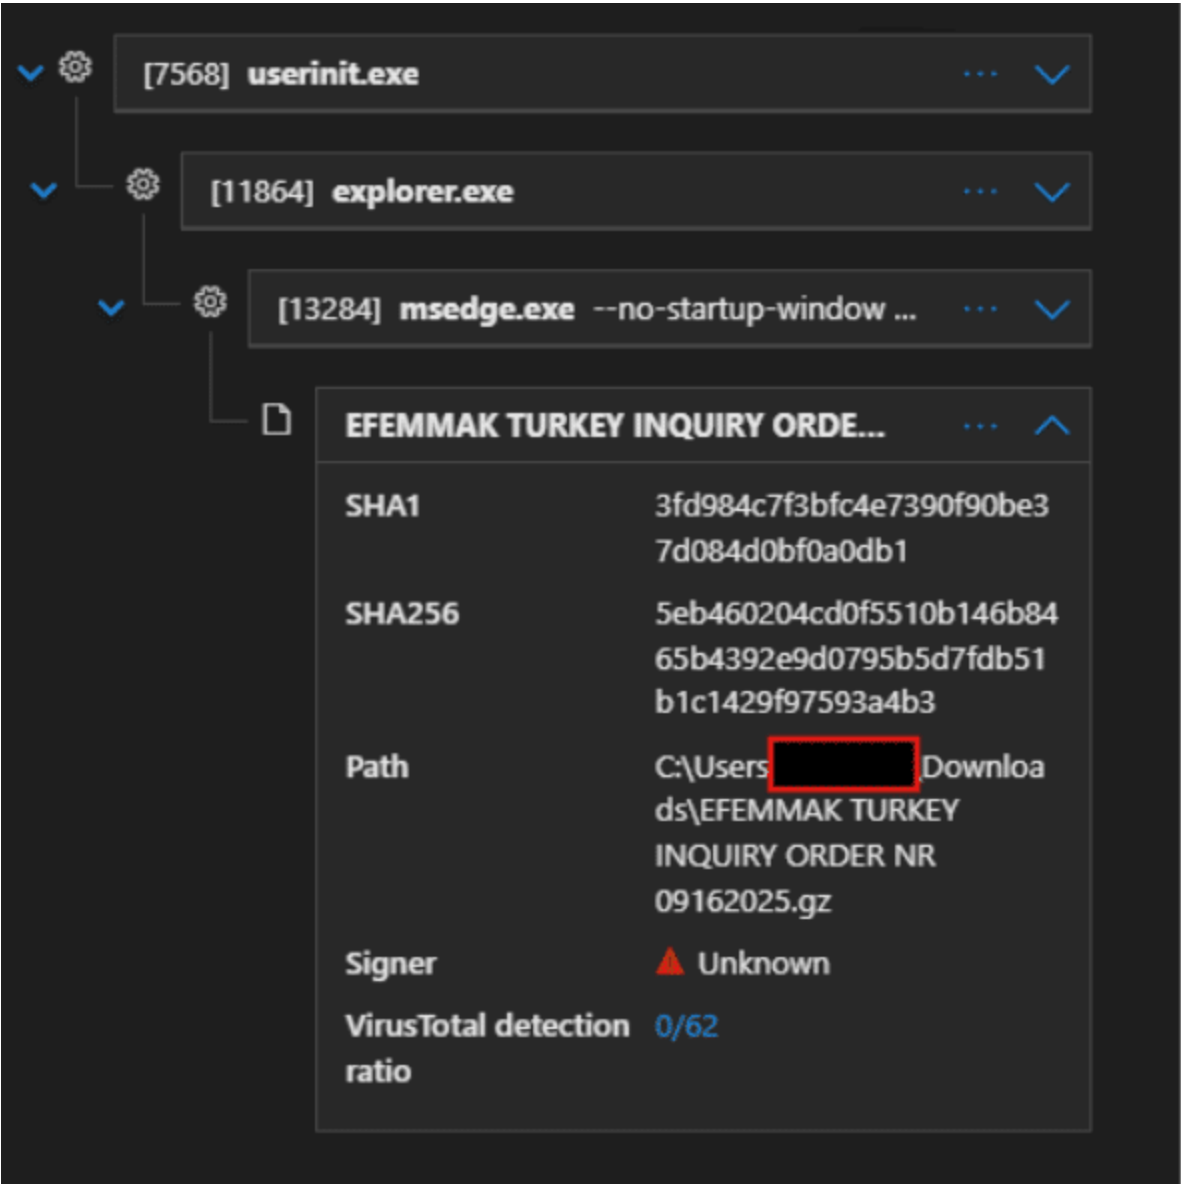 [7568] userinit.exe ...
[11864] explorer.exe ...
[13284] msedge.exe --no-startup-window ... ...
EFEMMAK TURKEY INQUIRY ORDE... ...
SHA1 3fd984c7f3bfc4e7390f90be3
7d084d0bf0a0db1
SHA256 5eb460204cd0f5510b146b84
65b4392e9d0795b5d7fdb51
b1c1429f97593a4b3
Path C:\Users Downloa
ds\EFEMMAK TURKEY
INQUIRY ORDER NR
09162025.gz
Signer Unknown
VirusTotal detection 0/62
ratio